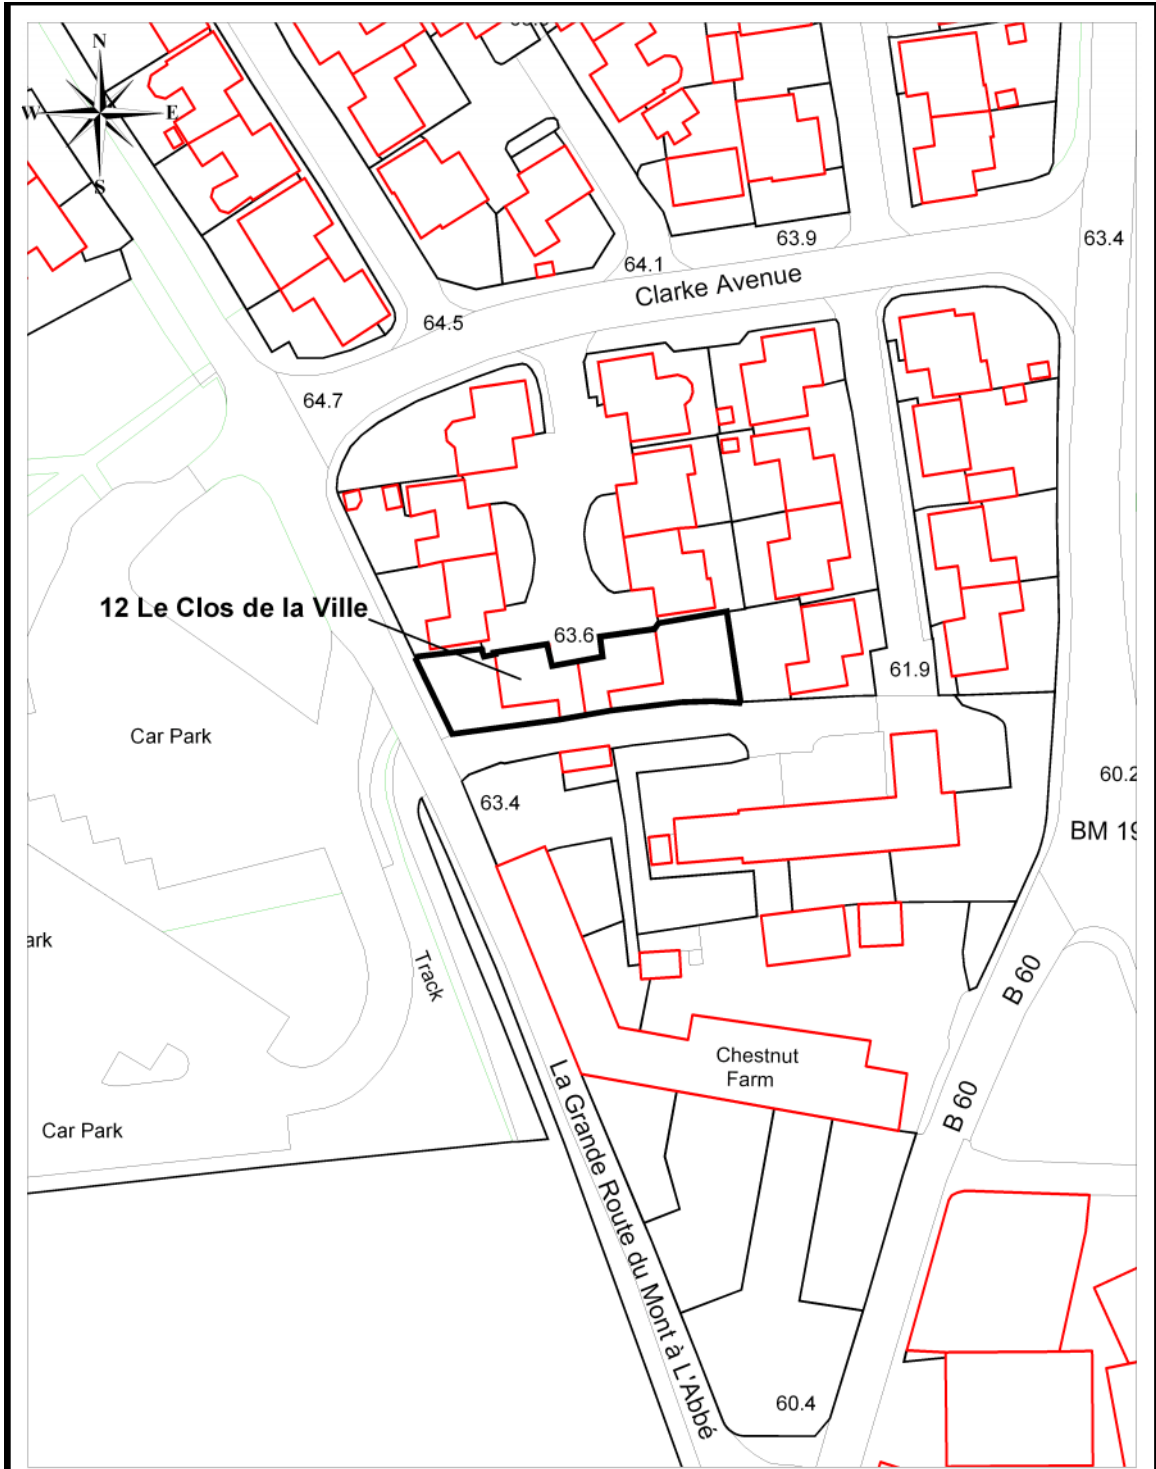 N
W
E
S
63.9
63.4
64.1
Clarke Avenue
64.5
64.7
12 Le Clos de la Ville
63.6
61.9
Car Park
60.2
63.4
BM 19
ark
Track
B 60
Chestnut
Farm
B 60
Car Park
La Grande Route du Mont à L'Abbé
60.4